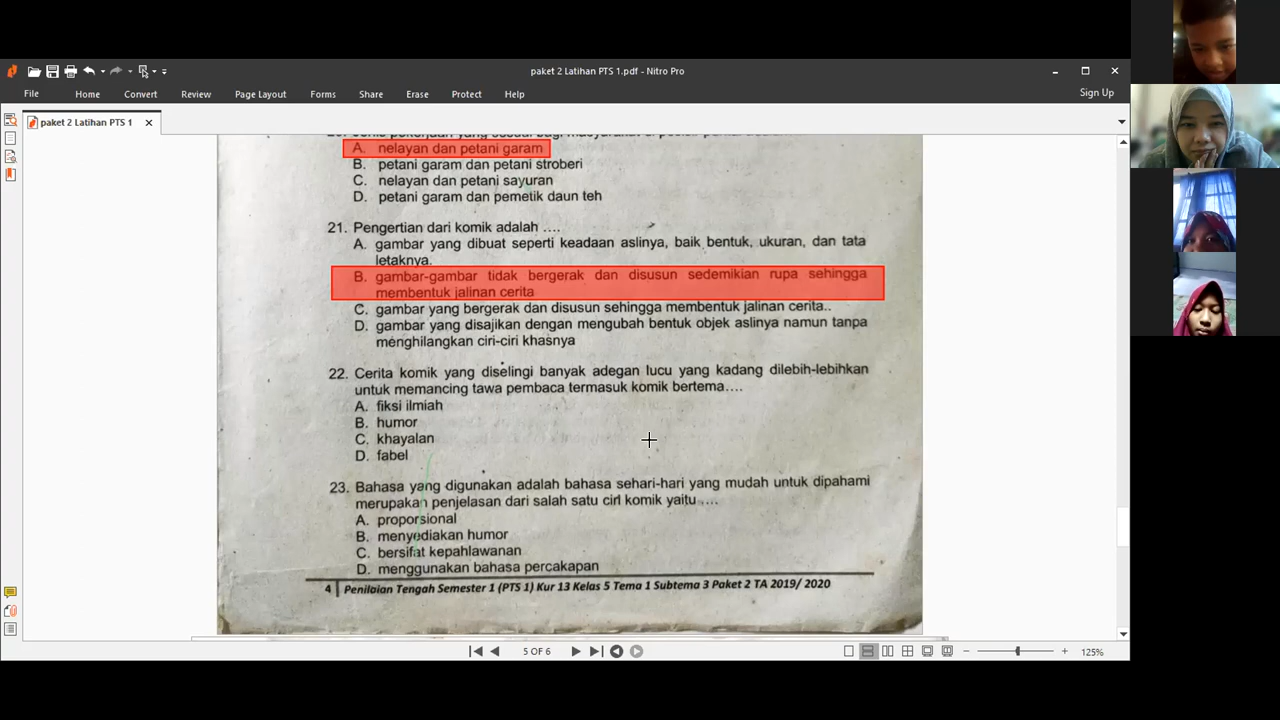 paket 2 Latihan PTS 1.pdf - Nitro Pro
File Home Convert Review Page Layout Forms Share Erase Protect Help Sign Up
paket 2 Latihan PTS 1
A. nelayan dan petani garam
B. petani garam dan petani stroberi
C. nelayan dan petani sayuran
D. petani garam dan pemetik daun teh
21. Pengertian dari komik adalah ....
A. gambar yang dibuat seperti keadaan aslinya, baik bentuk, ukuran, dan tata
letaknya.
B. gambar-gambar tidak bergerak dan disusun sedemikian rupa sehingga
membentuk jalinan cerita
C. gambar yang bergerak dan disusun sehingga membentuk jalinan cerita..
D. gambar yang disajikan dengan mengubah bentuk objek aslinya namun tanpa
menghilangkan ciri-ciri khasnya
22. Cerita komik yang diselingi banyak adegan lucu yang kadang dilebih-lebihkan
untuk memancing tawa pembaca termasuk komik bertema....
A. fiksi ilmiah
B. humor
C. khayalan
D. fabel
23. Bahasa yang digunakan adalah bahasa sehari-hari yang mudah untuk dipahami
merupakan penjelasan dari salah satu ciri komik yaitu ....
A. proporsional
B. menyediakan humor
C. bersifat kepahlawanan
D. menggunakan bahasa percakapan
4 | Penilaian Tengah Semester 1 (PTS 1) Kur 13 Kelas 5 Tema 1 Subtema 3 Paket 2 TA 2019/ 2020
5 OF 6
125%